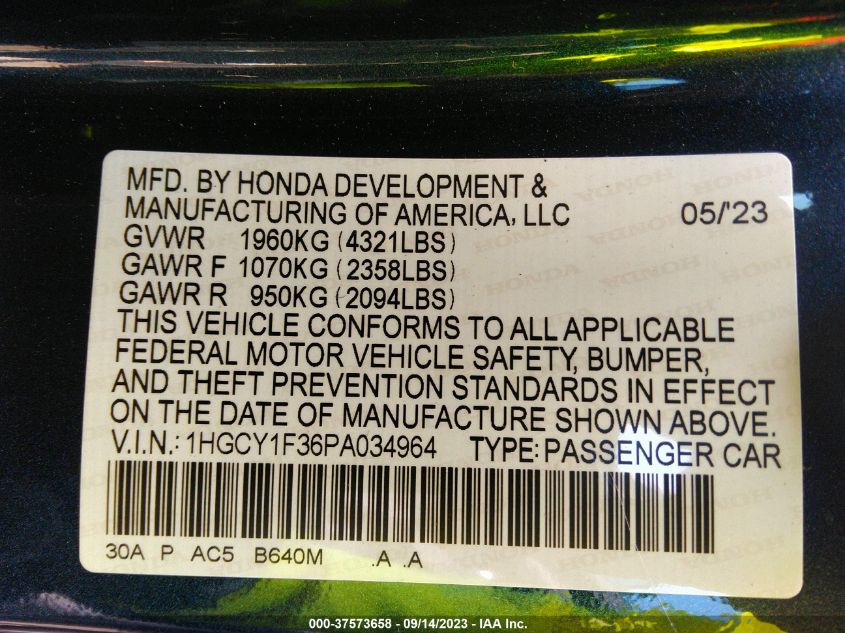 MFD. BY HONDA DEVELOPMENT &
MANUFACTURING OF AMERICA, LLC 05/'23
GVWR 1960KG (4321LBS)
GAWR F 1070KG (2358LBS)
GAWR R 950KG (2094LBS)
THIS VEHICLE CONFORMS TO ALL APPLICABLE
FEDERAL MOTOR VEHICLE SAFETY, BUMPER,
AND THEFT PREVENTION STANDARDS IN EFFECT
ON THE DATE OF MANUFACTURE SHOWN ABOVE.
V.I.N.: 1HGCY1F36PA034964 TYPE: PASSENGER CAR
30A P AC5 B640M .A .A
000-37573658 - 09/14/2023 - IAA Inc.